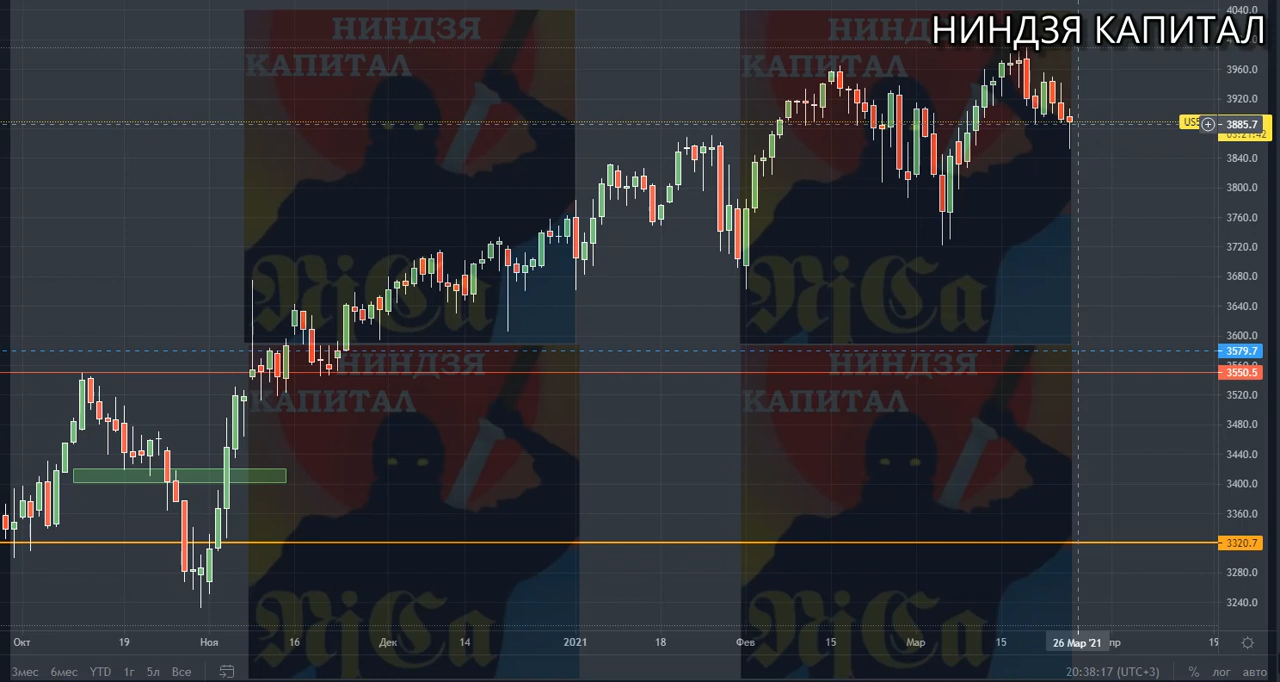 НИНДЗЯ КАПИТАЛ
НИНДЗЯ
КАПИТАЛ
НИНДЗЯ
КАПИТАЛ
NjCa
NjCa
НИНДЗЯ
КАПИТАЛ
НИНДЗЯ
КАПИТАЛ
NjCa
NjCa
4040.0
3960.0
3920.0
3885.7
3840.0
3800.0
3760.0
3720.0
3680.0
3640.0
3600.0
3579.7
3550.5
3520.0
3480.0
3440.0
3400.0
3360.0
3320.7
3280.0
3240.0
Окт 19 Ноя 16 Дек 14 2021 18 Фев 15 Мар 15 26 Мар '21
3мес 6мес YTD 1г 5л Все 20:38:17 (UTC+3) % лог авто